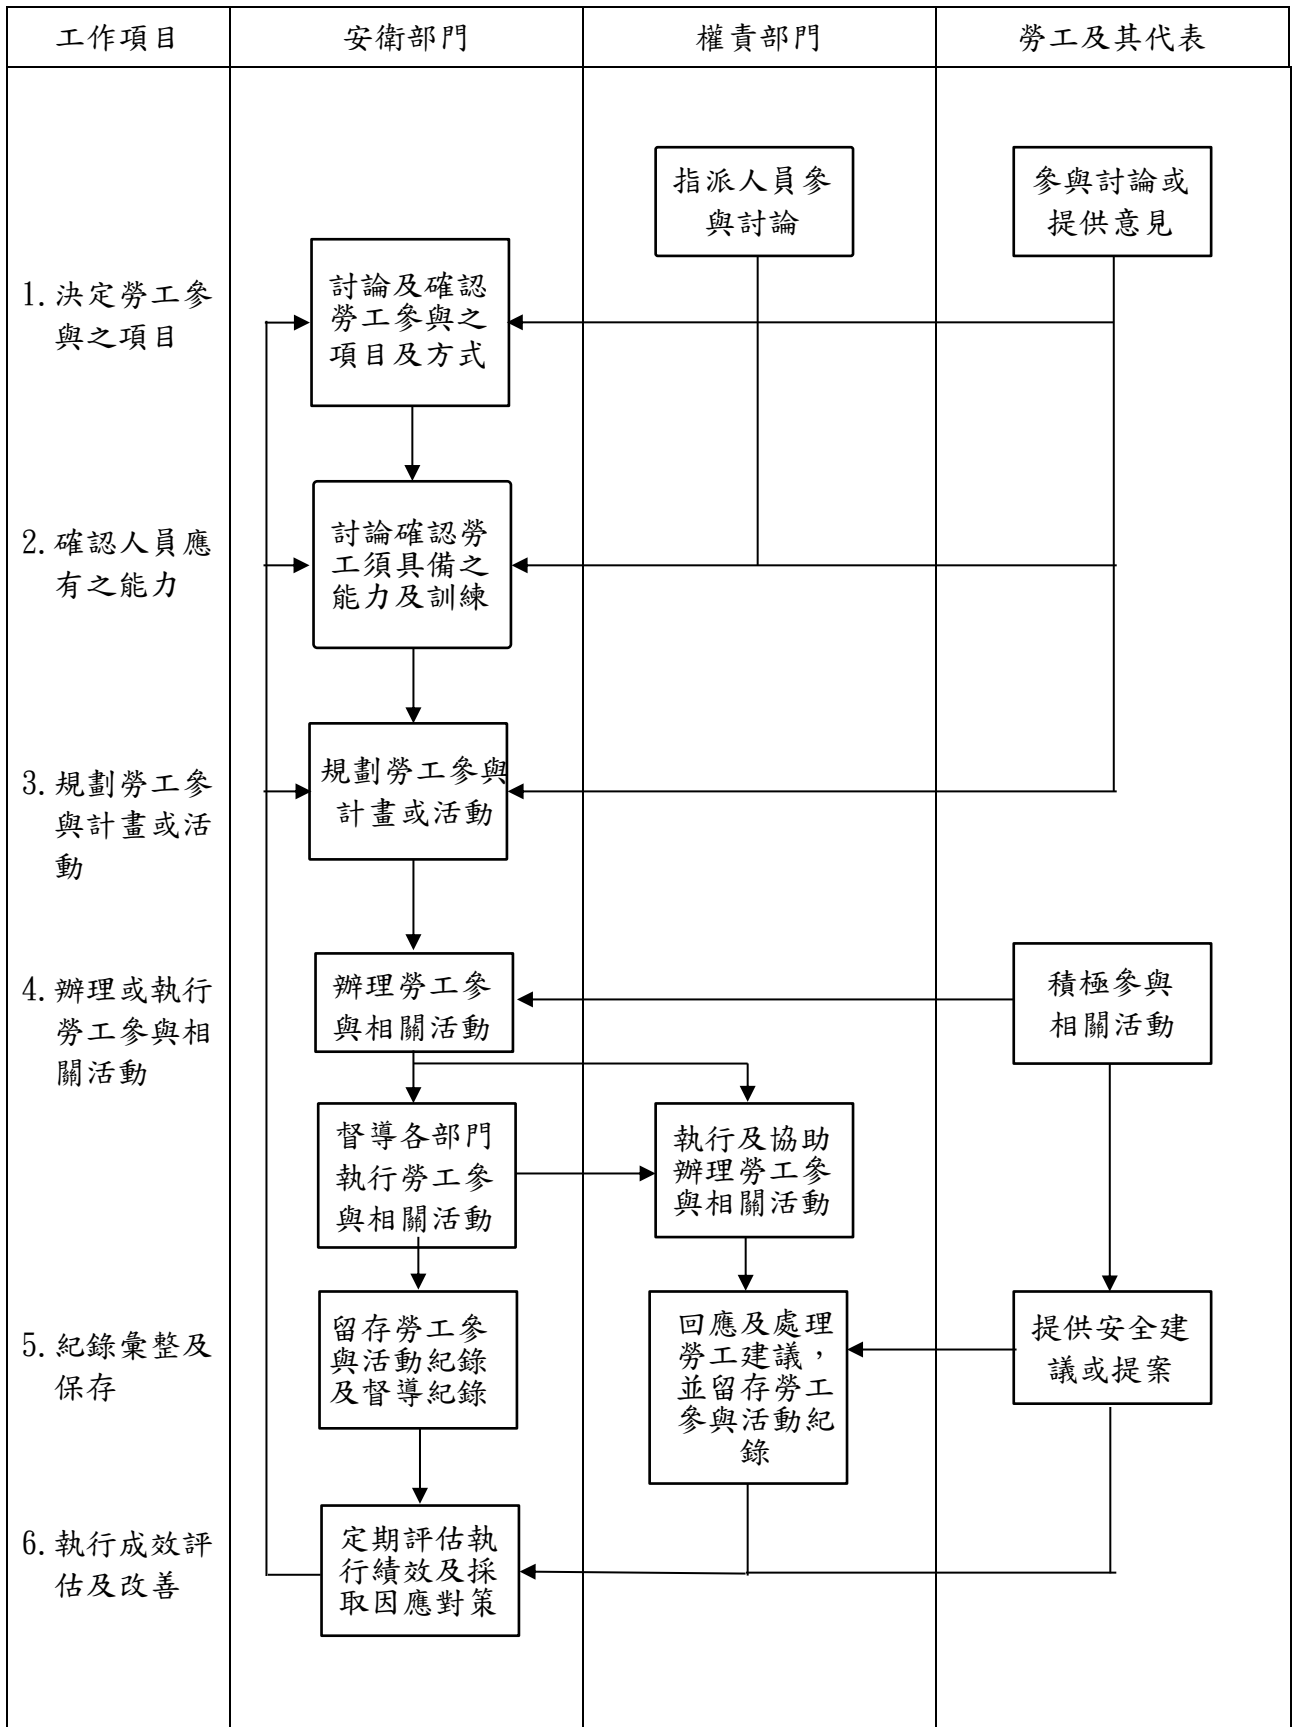 工作項目
安衛部門
權責部門
勞工及其代表
指派人員參
與討論
參與討論或
提供意見
1.決定勞工參
與之項目
討論及確認
勞工參與之
項目及方式
2.確認人員應
有之能力
討論確認勞
工須具備之
能力及訓練
3.規劃勞工參
與計畫或活
動
規劃勞工參與
計畫或活動
4.辦理或執行
勞工參與相
關活動
辦理勞工參
與相關活動
積極參與
相關活動
督導各部門
執行勞工參
與相關活動
執行及協助
辦理勞工參
與相關活動
5.紀錄彙整及
保存
留存勞工參
與活動紀錄
及督導紀錄
回應及處理
勞工建議，
並留存勞工
參與活動紀
錄
提供安全建
議或提案
6.執行成效評
估及改善
定期評估執
行績效及採
取因應對策